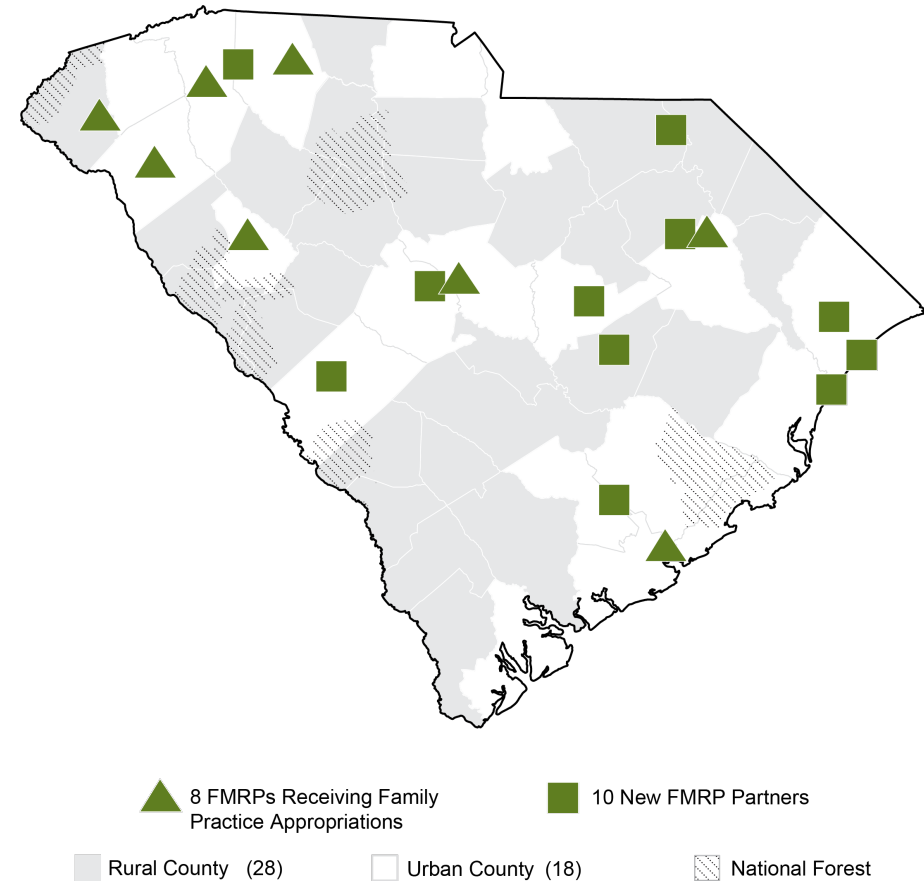 8 FMRPs Receiving Family
Practice Appropriations
10 New FMRP Partners
Rural County (28)
Urban County (18)
National Forest